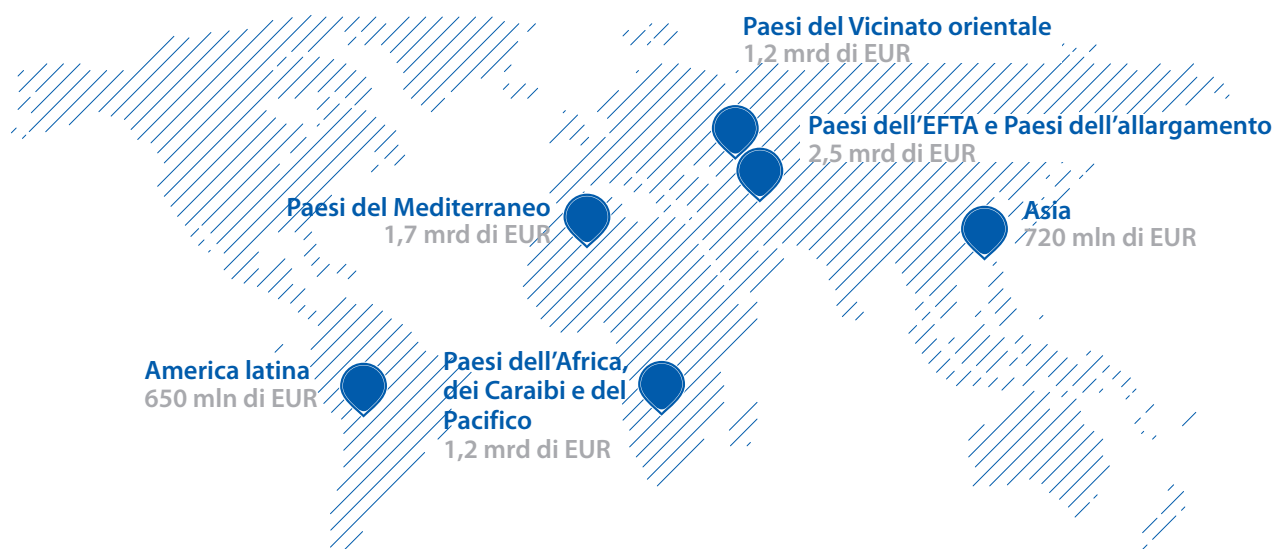 Paesi del Vicinato orientale
1,2 mrd di EUR
Paesi dell’EFTA e Paesi dell’allargamento
2,5 mrd di EUR
Paesi del Mediterraneo
1,7 mrd di EUR
Asia
720 mln di EUR
America latina
650 mln di EUR
Paesi dell’Africa,
dei Caraibi e del
Pacifico
1,2 mrd di EUR